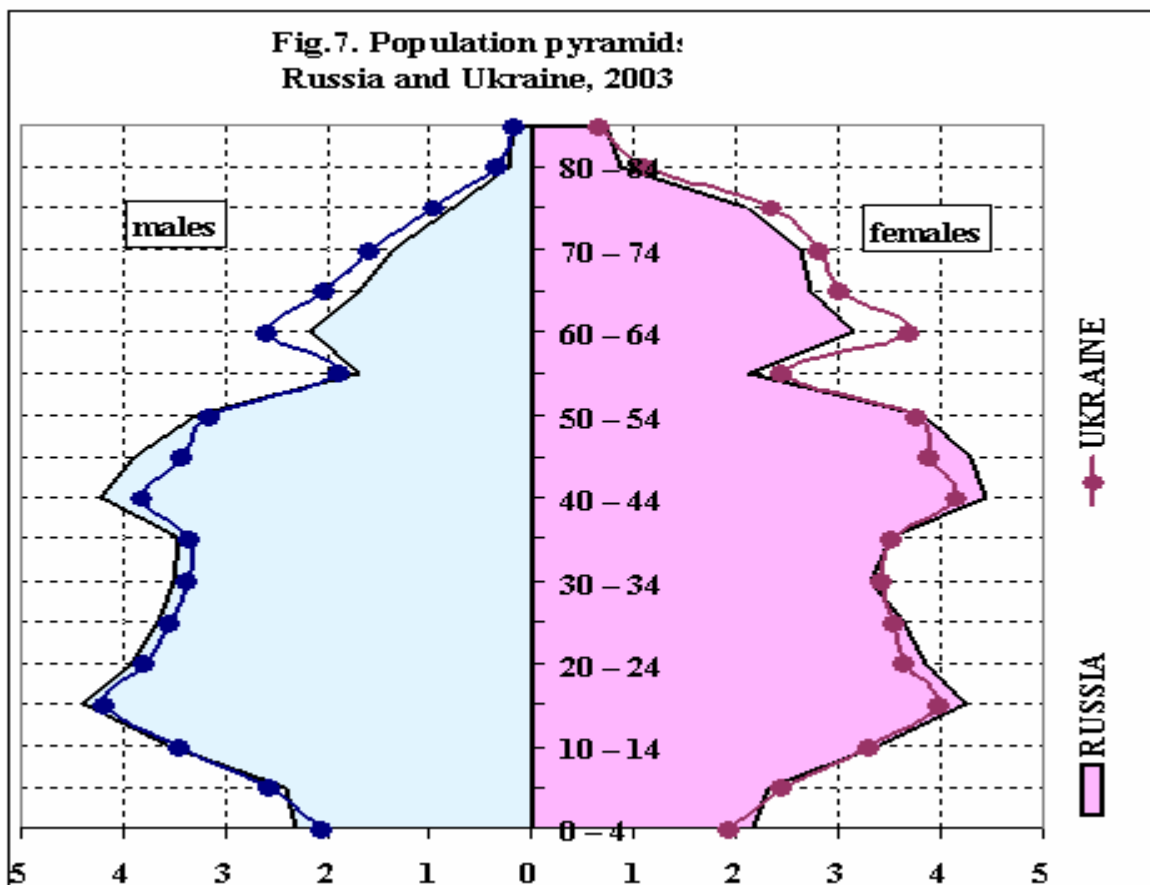 Fig.7. Population pyramids
Russia and Ukraine, 2003
males
females
80 – 84
70 – 74
60 – 64
50 – 54
40 – 44
30 – 34
20 – 24
10 – 14
0 – 4
5 4 3 2 1 0 1 2 3 4 5
UKRAINE
RUSSIA